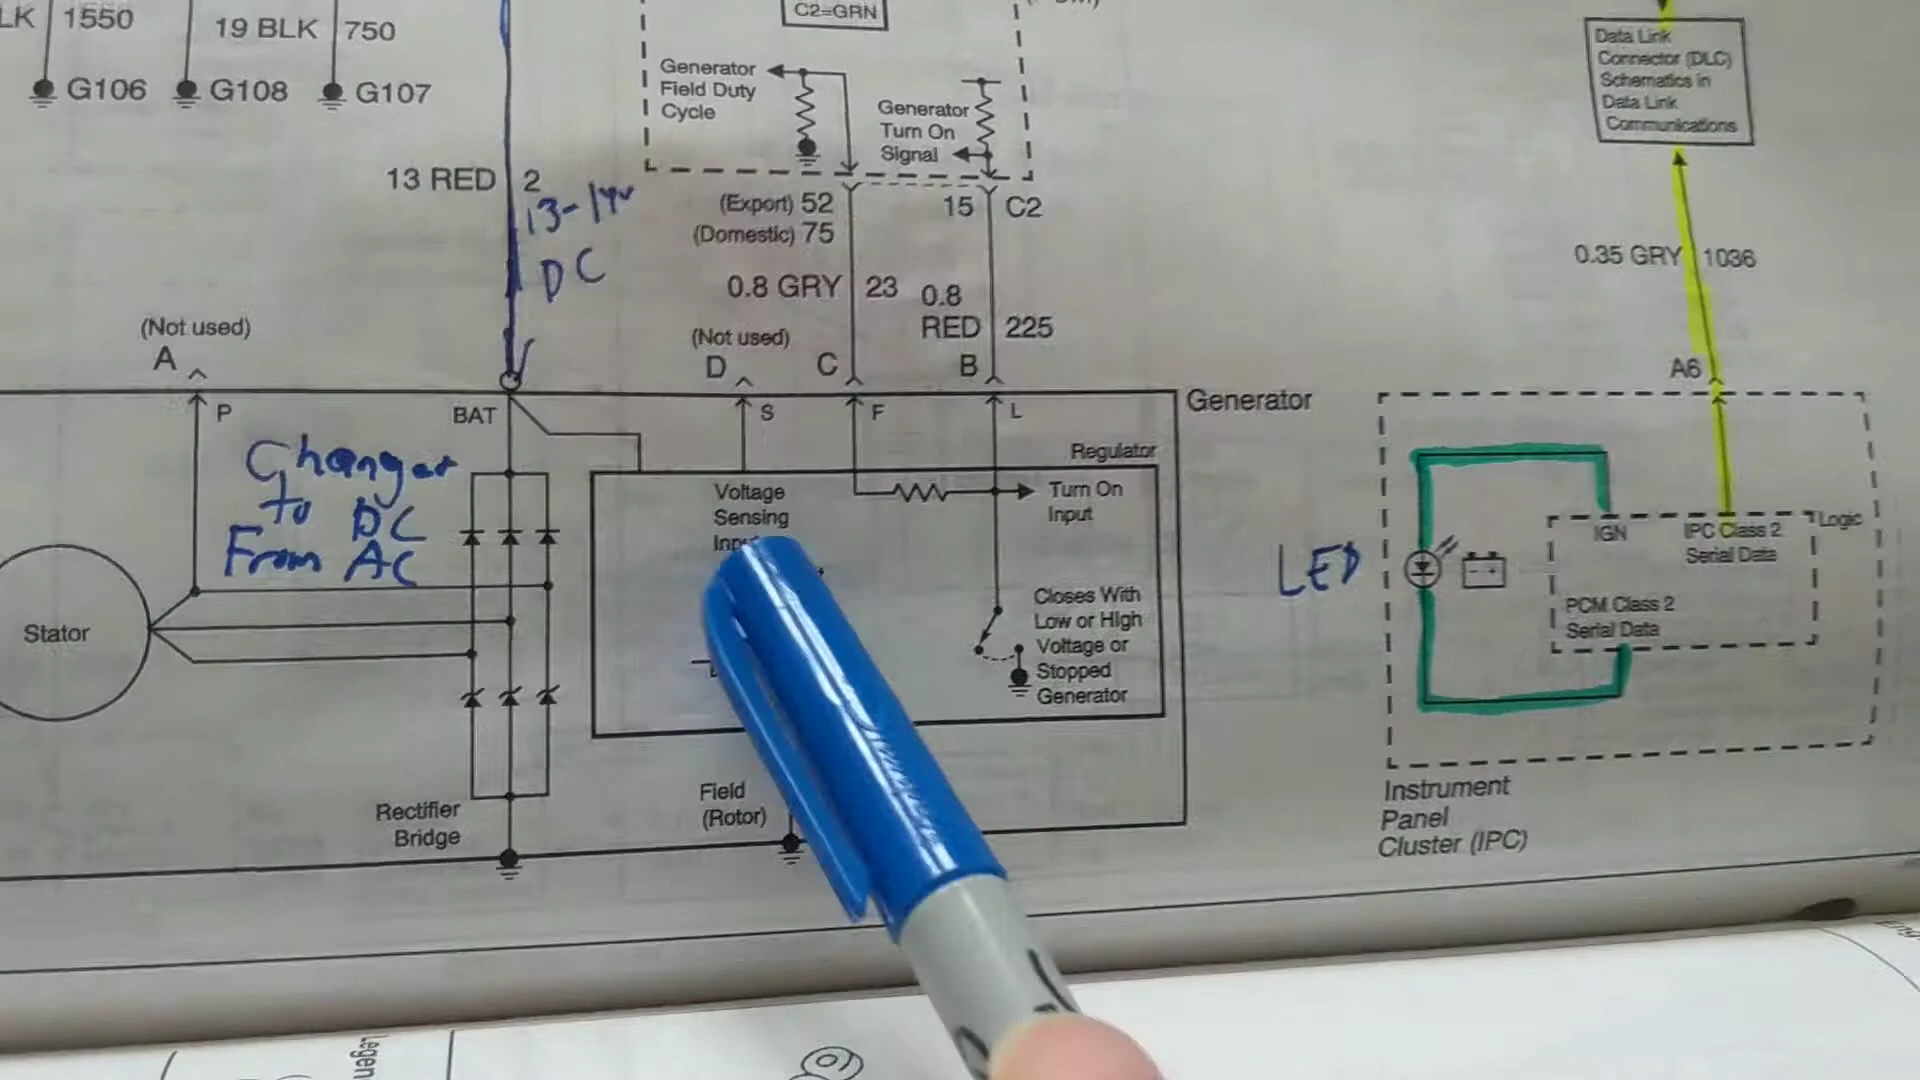 1550
19 BLK
750
G106
G108
G107
C2=GRN
Generator
Field Duty
Cycle
Generator
Turn On
Signal
Data Link
Connector (DLC)
Schematics in
Data Link
Communications
13 RED
2
13-14v
DC
(Export) 52
(Domestic) 75
15
C2
0.8 GRY
23
0.8
RED
225
0.35 GRY
1036
(Not used)
A
(Not used)
D
C
B
A6
P
BAT
S
F
L
Generator
Regulator
Changer
to DC
From AC
Voltage
Sensing
Turn On
Input
IGN
IPC Class 2
Serial Data
Logic
LED
PCM Class 2
Serial Data
Closes With
Low or High
Voltage or
Stopped
Generator
Stator
Rectifier
Bridge
Field
(Rotor)
Instrument
Panel
Cluster (IPC)